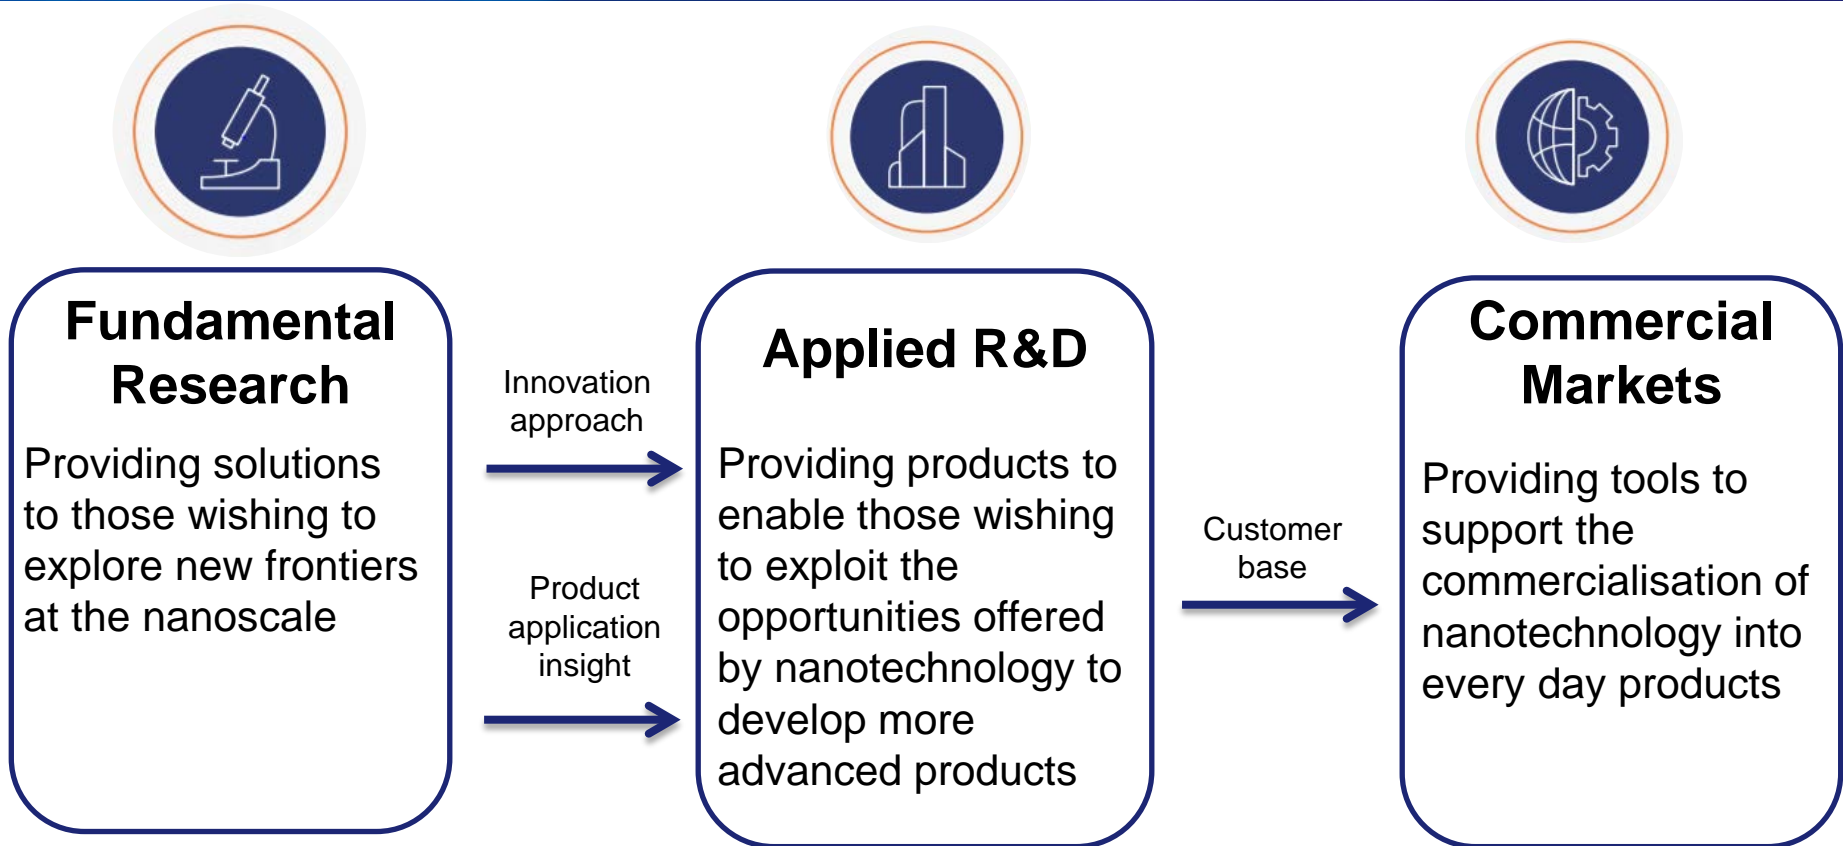 Fundamental
Research
Providing solutions
to those wishing to
explore new frontiers
at the nanoscale
Innovation
approach
Product
application
insight
Applied R&D
Providing products to
enable those wishing
to exploit the
opportunities offered
by nanotechnology to
develop more
advanced products
Customer
base
Commercial
Markets
Providing tools to
support the
commercialisation of
nanotechnology into
every day products